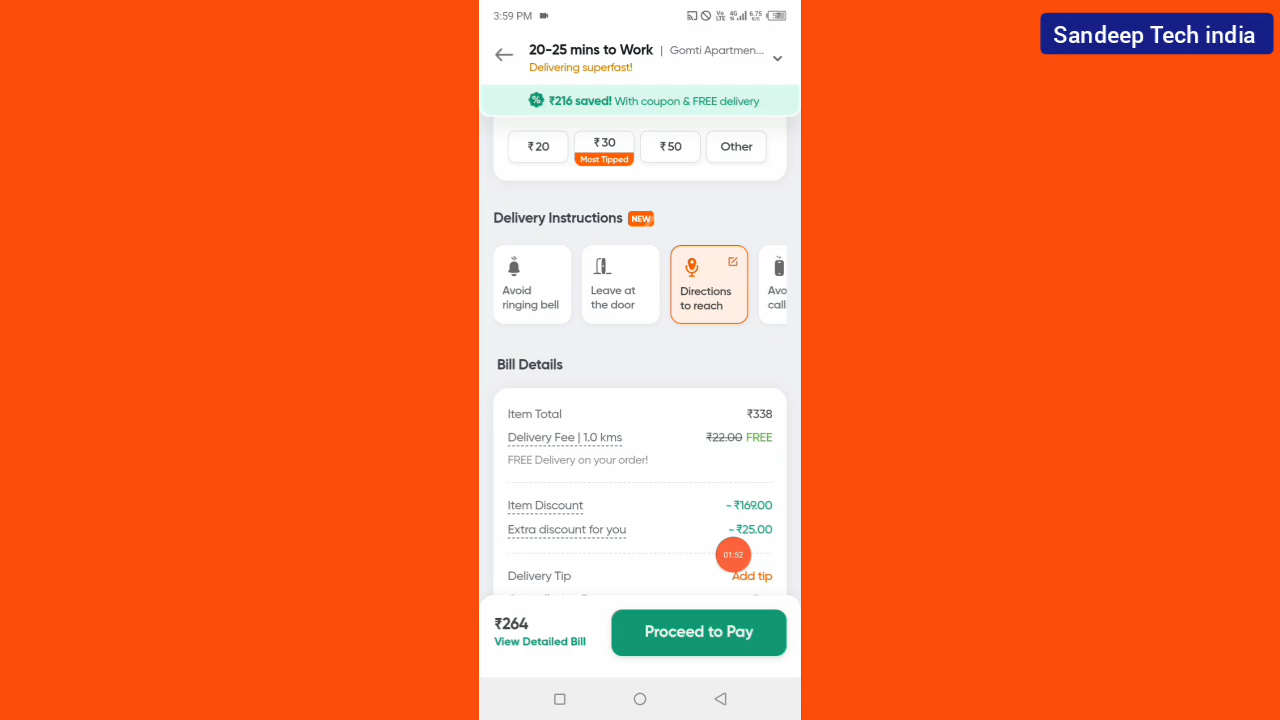 3:59 PM
Sandeep Tech india
20-25 mins to Work | Gomti Apartmen...
Delivering superfast!
₹216 saved! With coupon & FREE delivery
₹20
₹30
₹50
Other
Most Tipped
Delivery Instructions NEW
Avoid
ringing bell
Leave at
the door
Directions
to reach
Avo
call
Bill Details
Item Total ₹338
Delivery Fee | 1.0 kms ₹22.00 FREE
FREE Delivery on your order!
Item Discount - ₹169.00
Extra discount for you - ₹25.00
01:52
Delivery Tip Add tip
₹264
View Detailed Bill
Proceed to Pay